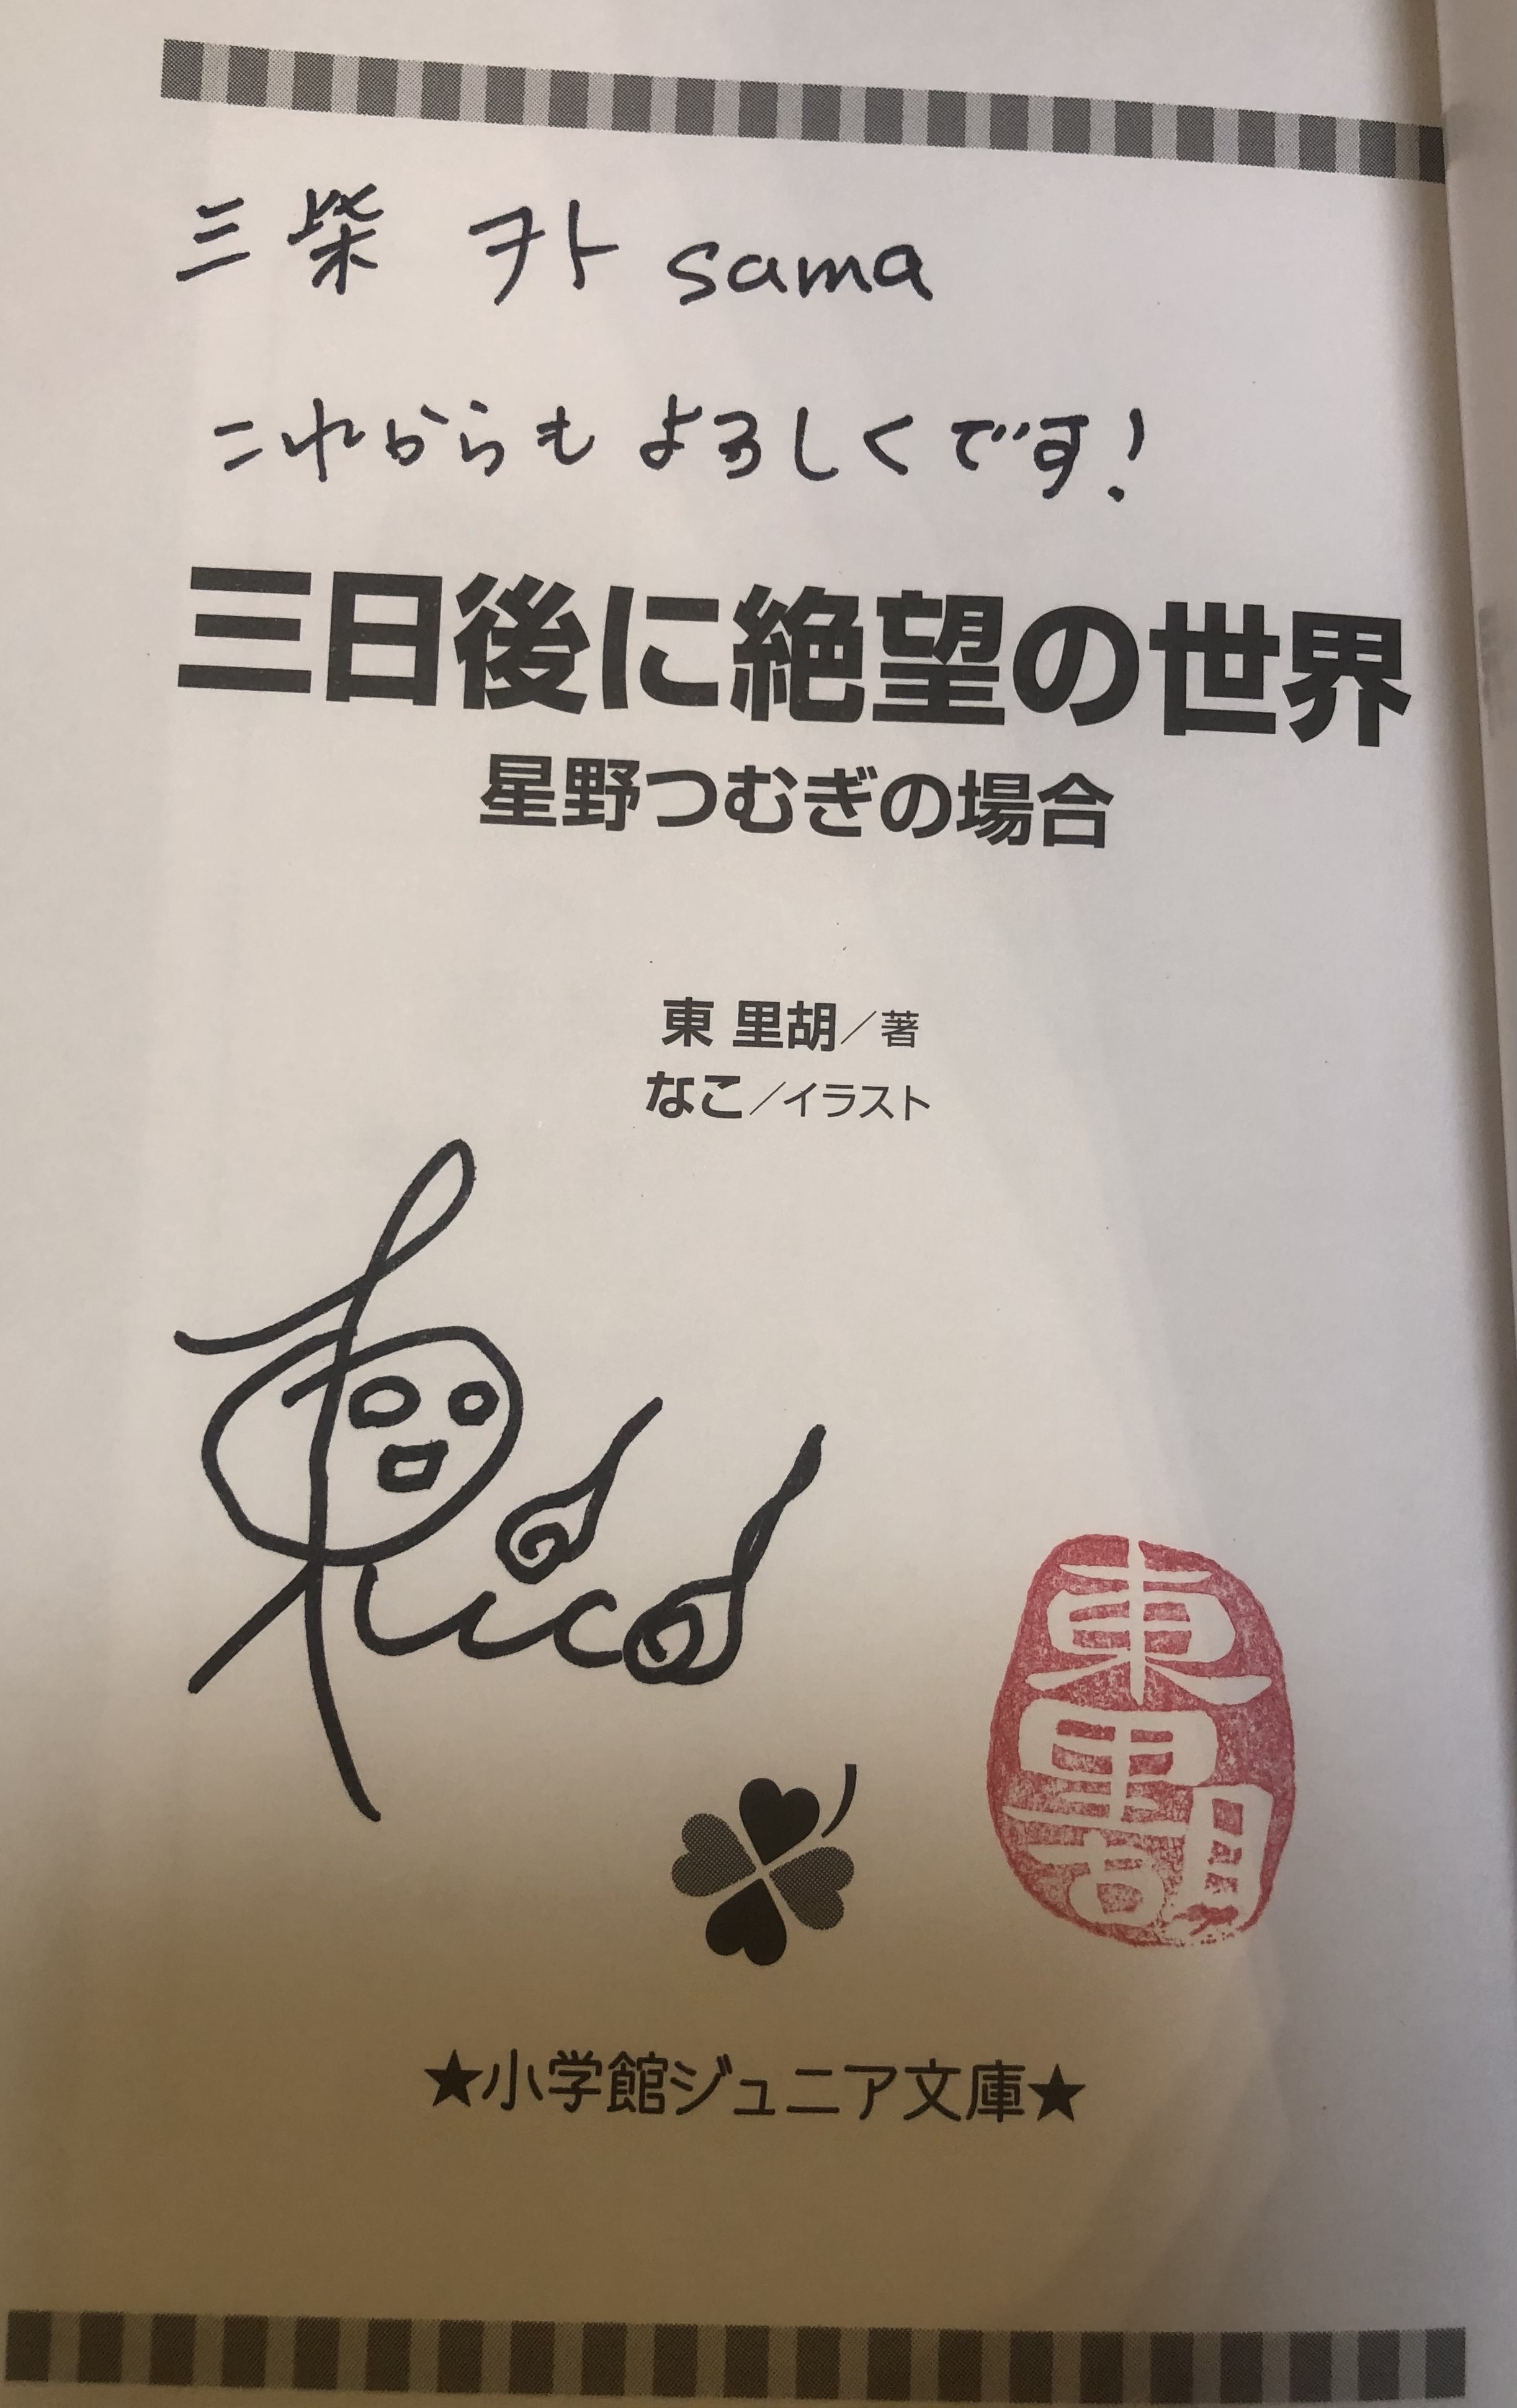 三柴 ヲト sama
これからもよろしくです！
三日後に絶望の世界
星野つむぎの場合
東 里胡／著
なこ／イラスト
東 Rico
東里胡
★小学館ジュニア文庫★